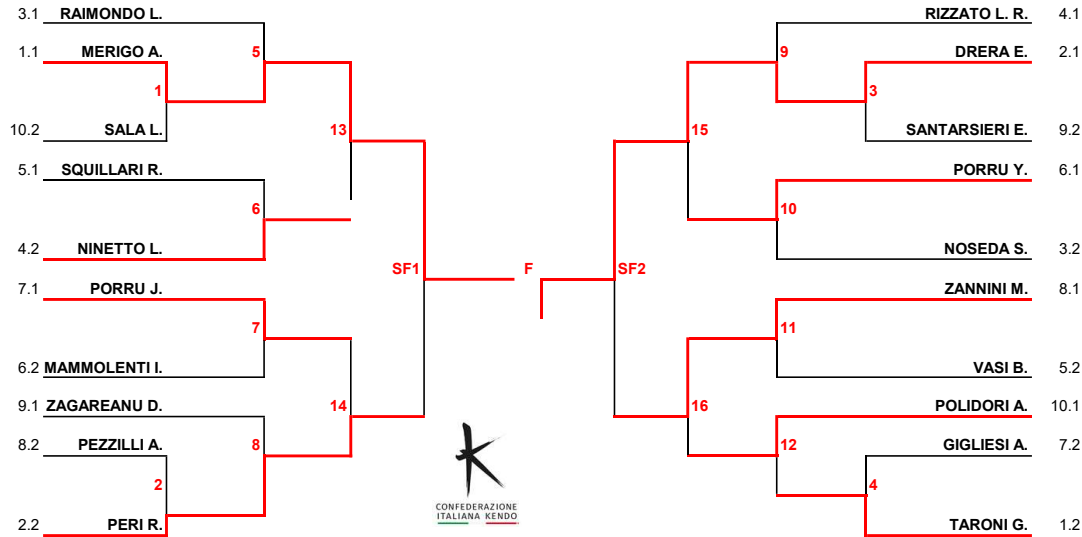 3.1 RAIMONDO L.
RIZZATO L. R. 4.1
1.1 MERIGO A. 5
9 DRERA E. 2.1
1
3
10.2 SALA L. 13
15 SANTARSIERI E. 9.2
5.1 SQUILLARI R.
PORRU Y. 6.1
6
10
4.2 NINETTO L.
NOSEDA S. 3.2
SF1 F SF2
7.1 PORRU J.
ZANNINI M. 8.1
7
11
6.2 MAMMOLENTI I.
VASI B. 5.2
9.1 ZAGAREANU D. 14
16 POLIDORI A. 10.1
8.2 PEZZILLI A. 8
12 GIGLIESI A. 7.2
2
4
CONFEDERAZIONE
ITALIANA KENDO
2.2 PERI R.
TARONI G. 1.2